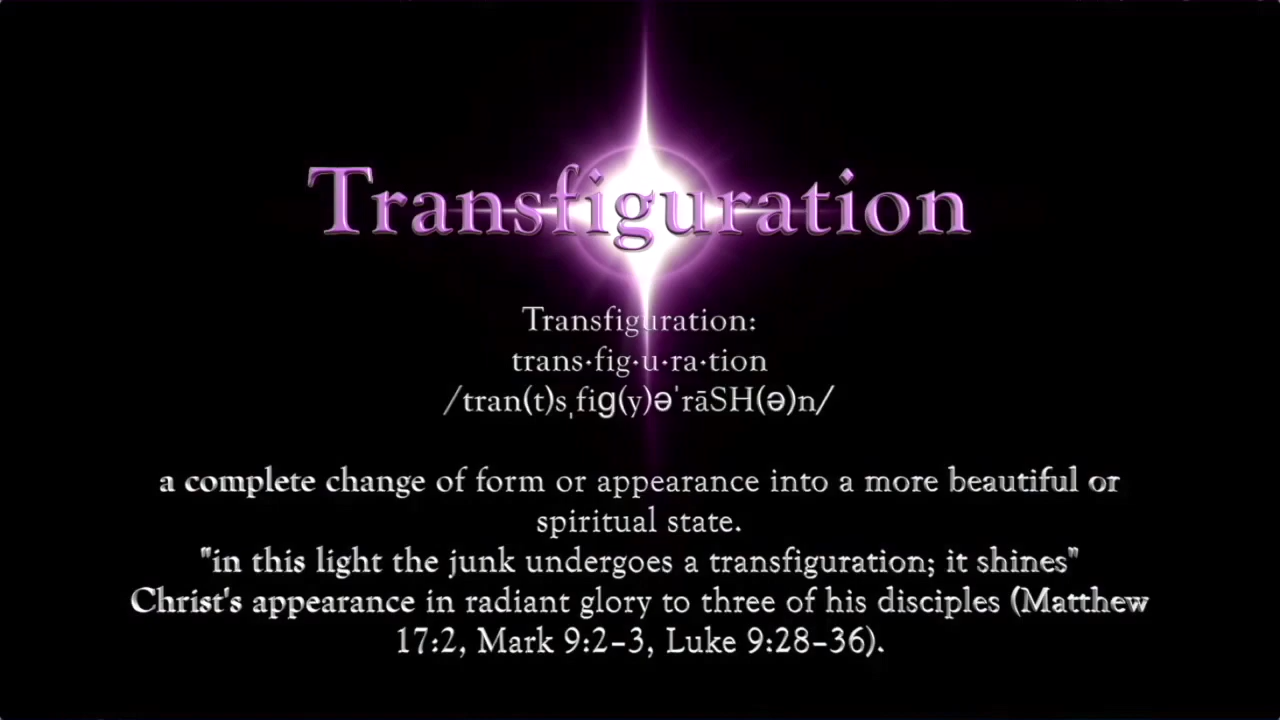 Transfiguration
Transfiguration:
trans·fig·u·ra·tion
/tran(t)sˌfiɡ(y)əˈrāSH(ə)n/
a complete change of form or appearance into a more beautiful or
spiritual state.
"in this light the junk undergoes a transfiguration; it shines"
Christ's appearance in radiant glory to three of his disciples (Matthew
17:2, Mark 9:2–3, Luke 9:28–36).